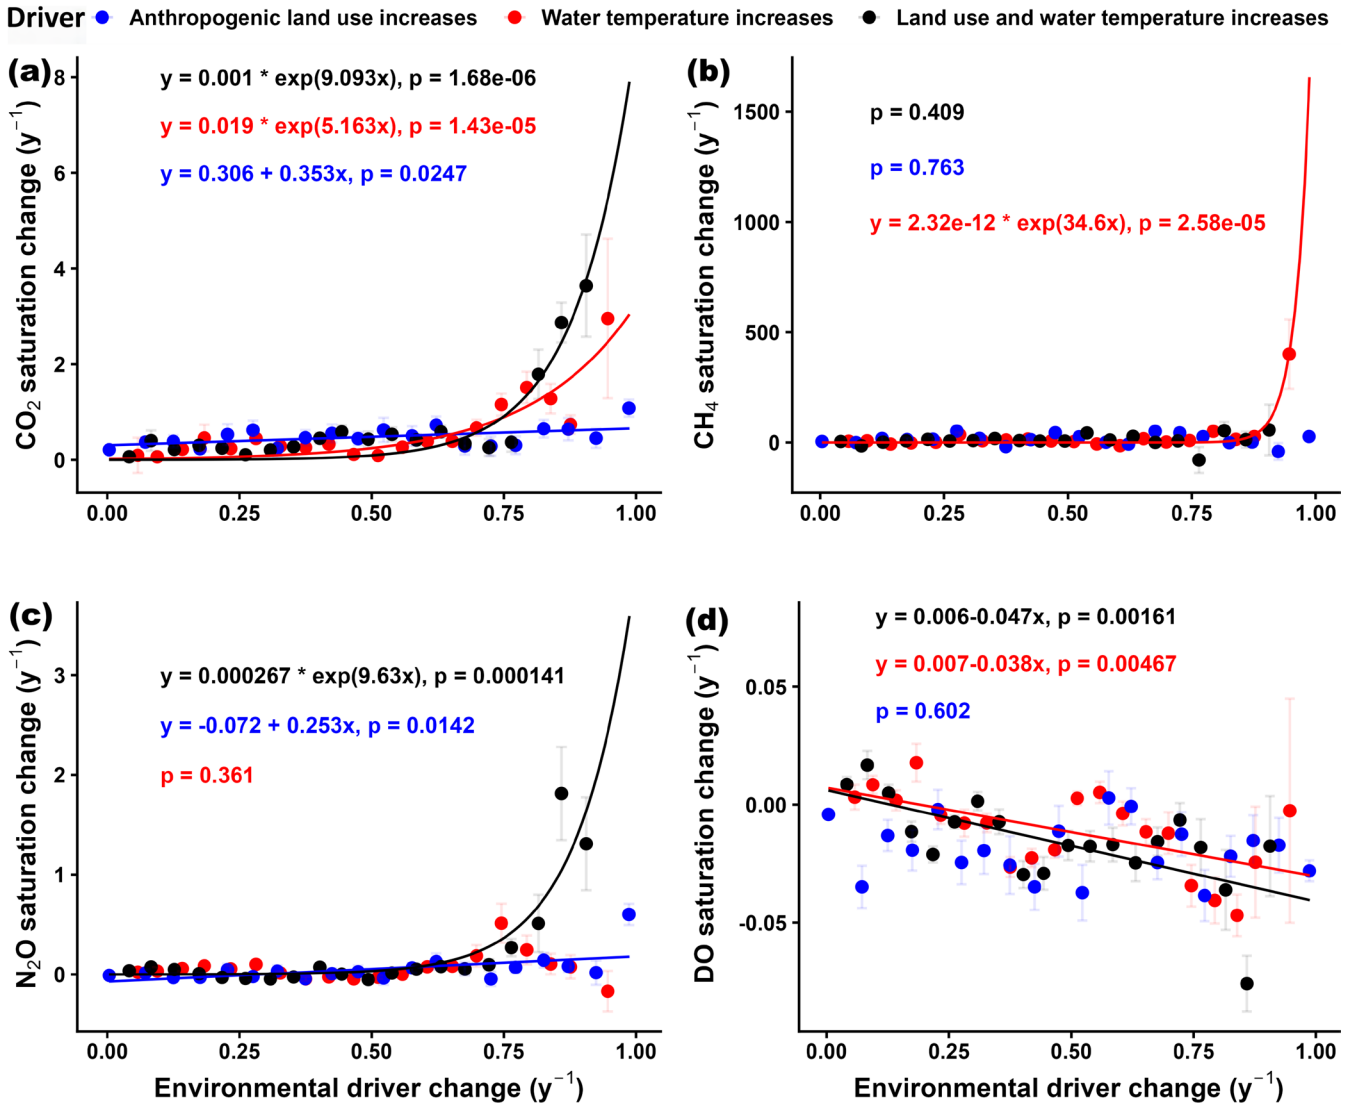 Driver Anthropogenic land use increases Water temperature increases Land use and water temperature increases
(a)
CO₂ saturation change (y⁻¹)
y = 0.001 * exp(9.093x), p = 1.68e-06
y = 0.019 * exp(5.163x), p = 1.43e-05
y = 0.306 + 0.353x, p = 0.0247
8
6
4
2
0
0.00 0.25 0.50 0.75 1.00
(b)
CH₄ saturation change (y⁻¹)
p = 0.409
p = 0.763
y = 2.32e-12 * exp(34.6x), p = 2.58e-05
1500
1000
500
0
0.00 0.25 0.50 0.75 1.00
(c)
N₂O saturation change (y⁻¹)
y = 0.000267 * exp(9.63x), p = 0.000141
y = -0.072 + 0.253x, p = 0.0142
p = 0.361
3
2
1
0
0.00 0.25 0.50 0.75 1.00
Environmental driver change (y⁻¹)
(d)
DO saturation change (y⁻¹)
y = 0.006-0.047x, p = 0.00161
y = 0.007-0.038x, p = 0.00467
p = 0.602
0.05
0.00
-0.05
0.00 0.25 0.50 0.75 1.00
Environmental driver change (y⁻¹)